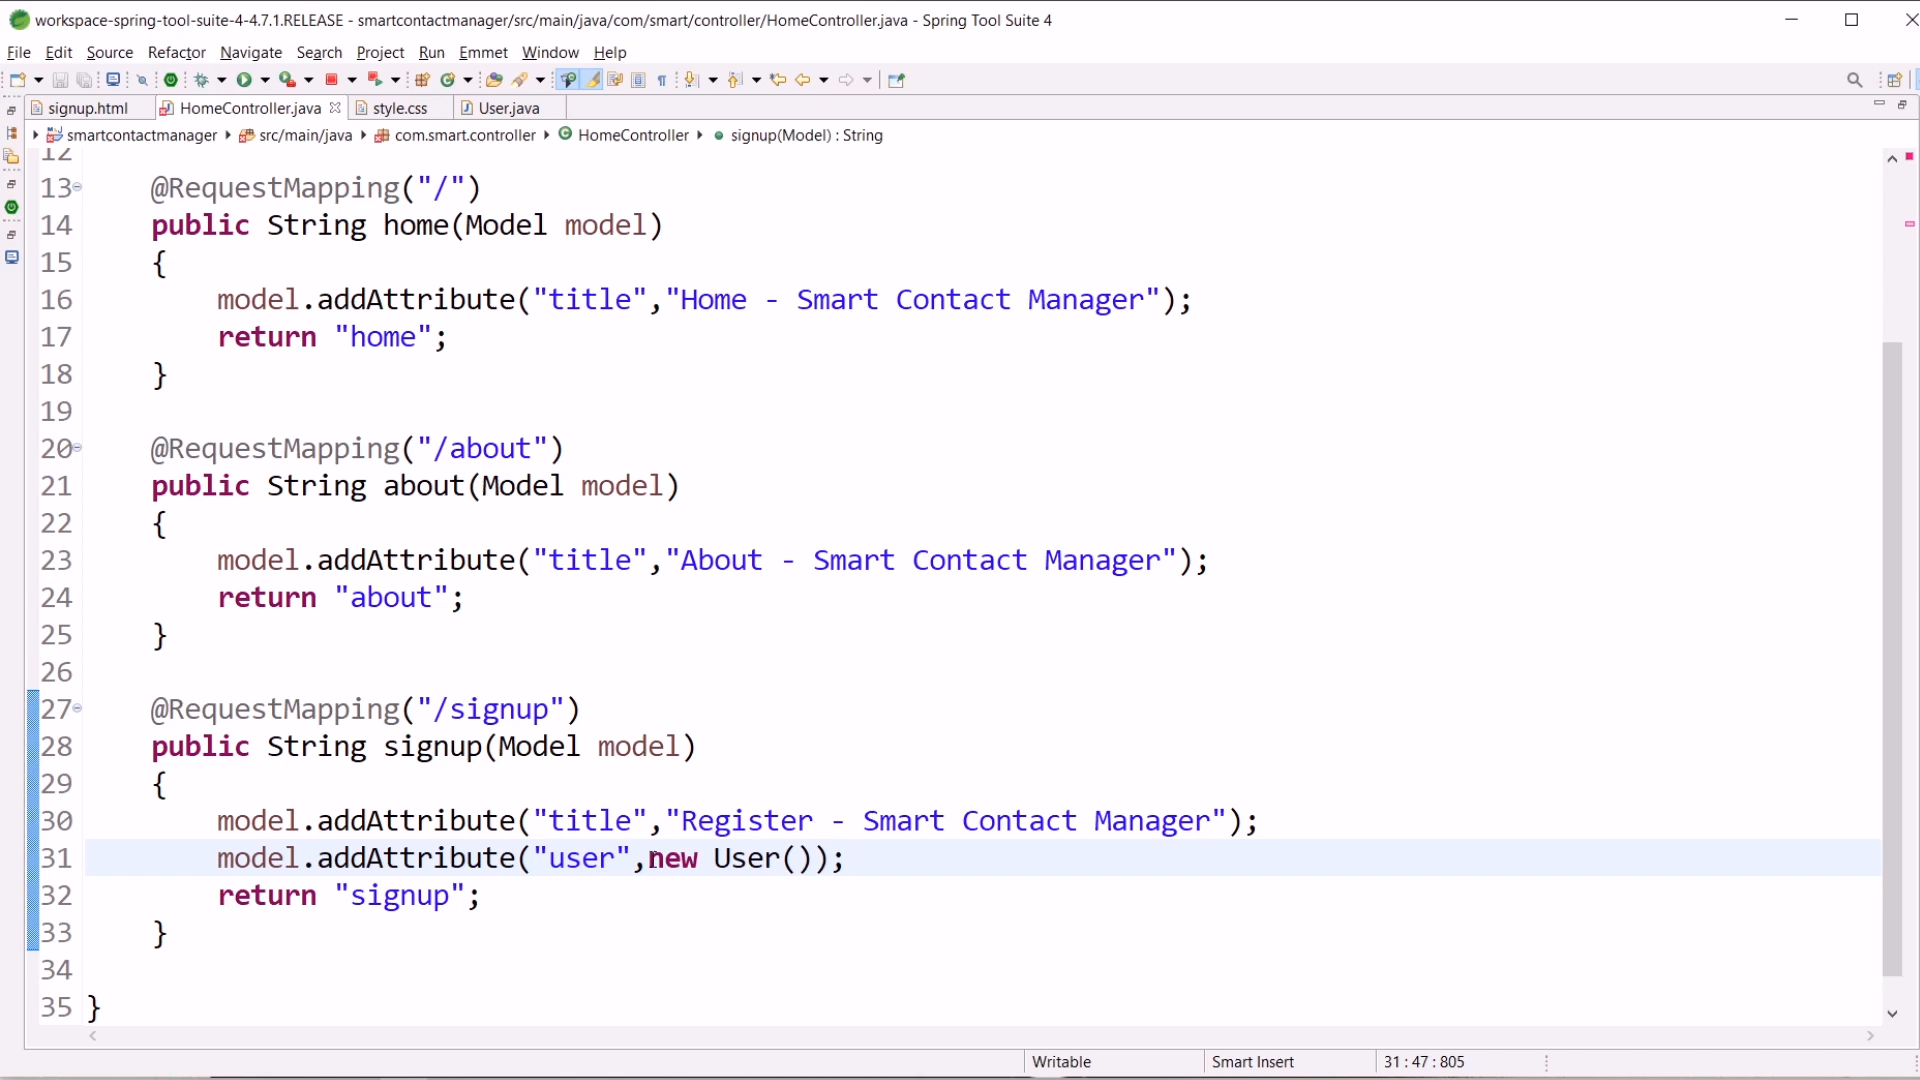 workspace-spring-tool-suite-4-4.7.1.RELEASE - smartcontactmanager/src/main/java/com/smart/controller/HomeController.java - Spring Tool Suite 4
File Edit Source Refactor Navigate Search Project Run Emmet Window Help
signup.html HomeController.java style.css User.java
smartcontactmanager src/main/java com.smart.controller HomeController signup(Model) : String
12
13 @RequestMapping("/")
14 public String home(Model model)
15 {
16 model.addAttribute("title","Home - Smart Contact Manager");
17 return "home";
18 }
19
20 @RequestMapping("/about")
21 public String about(Model model)
22 {
23 model.addAttribute("title","About - Smart Contact Manager");
24 return "about";
25 }
26
27 @RequestMapping("/signup")
28 public String signup(Model model)
29 {
30 model.addAttribute("title","Register - Smart Contact Manager");
31 model.addAttribute("user",new User());
32 return "signup";
33 }
34
35 }
Writable Smart Insert 31 : 47 : 805